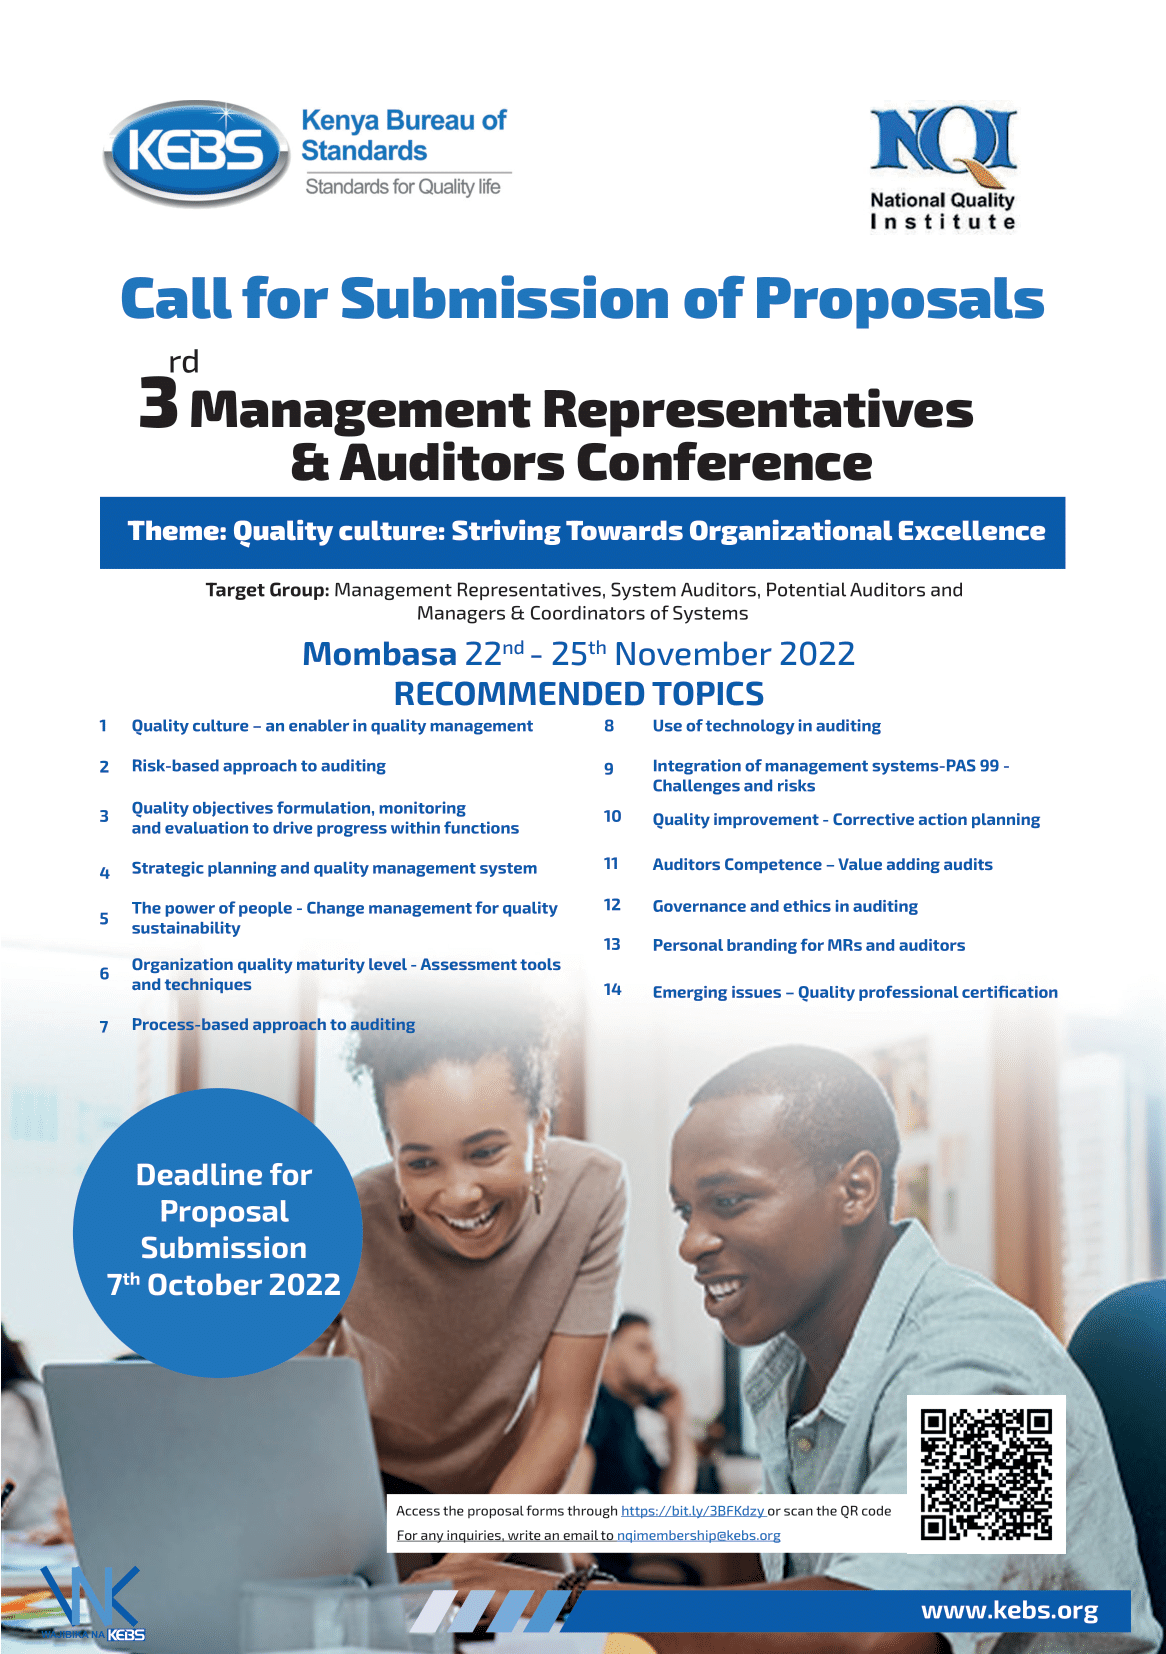 KEBS
Kenya Bureau of
Standards
Standards for Quality life
NQI
National Quality
Institute
Call for Submission of Proposals
3rd Management Representatives
& Auditors Conference
Theme: Quality culture: Striving Towards Organizational Excellence
Target Group: Management Representatives, System Auditors, Potential Auditors and
Managers & Coordinators of Systems
Mombasa 22nd - 25th November 2022
RECOMMENDED TOPICS
1 Quality culture – an enabler in quality management
2 Risk-based approach to auditing
3 Quality objectives formulation, monitoring
and evaluation to drive progress within functions
4 Strategic planning and quality management system
5 The power of people - Change management for quality
sustainability
6 Organization quality maturity level - Assessment tools
and techniques
7 Process-based approach to auditing
8 Use of technology in auditing
9 Integration of management systems-PAS 99 -
Challenges and risks
10 Quality improvement - Corrective action planning
11 Auditors Competence – Value adding audits
12 Governance and ethics in auditing
13 Personal branding for MRs and auditors
14 Emerging issues – Quality professional certification
Deadline for
Proposal
Submission
7th October 2022
Access the proposal forms through https://bit.ly/3BFKdzy or scan the QR code
For any inquiries, write an email to nqimembership@kebs.org
WNK
WAJIBIKA NA KEBS
www.kebs.org